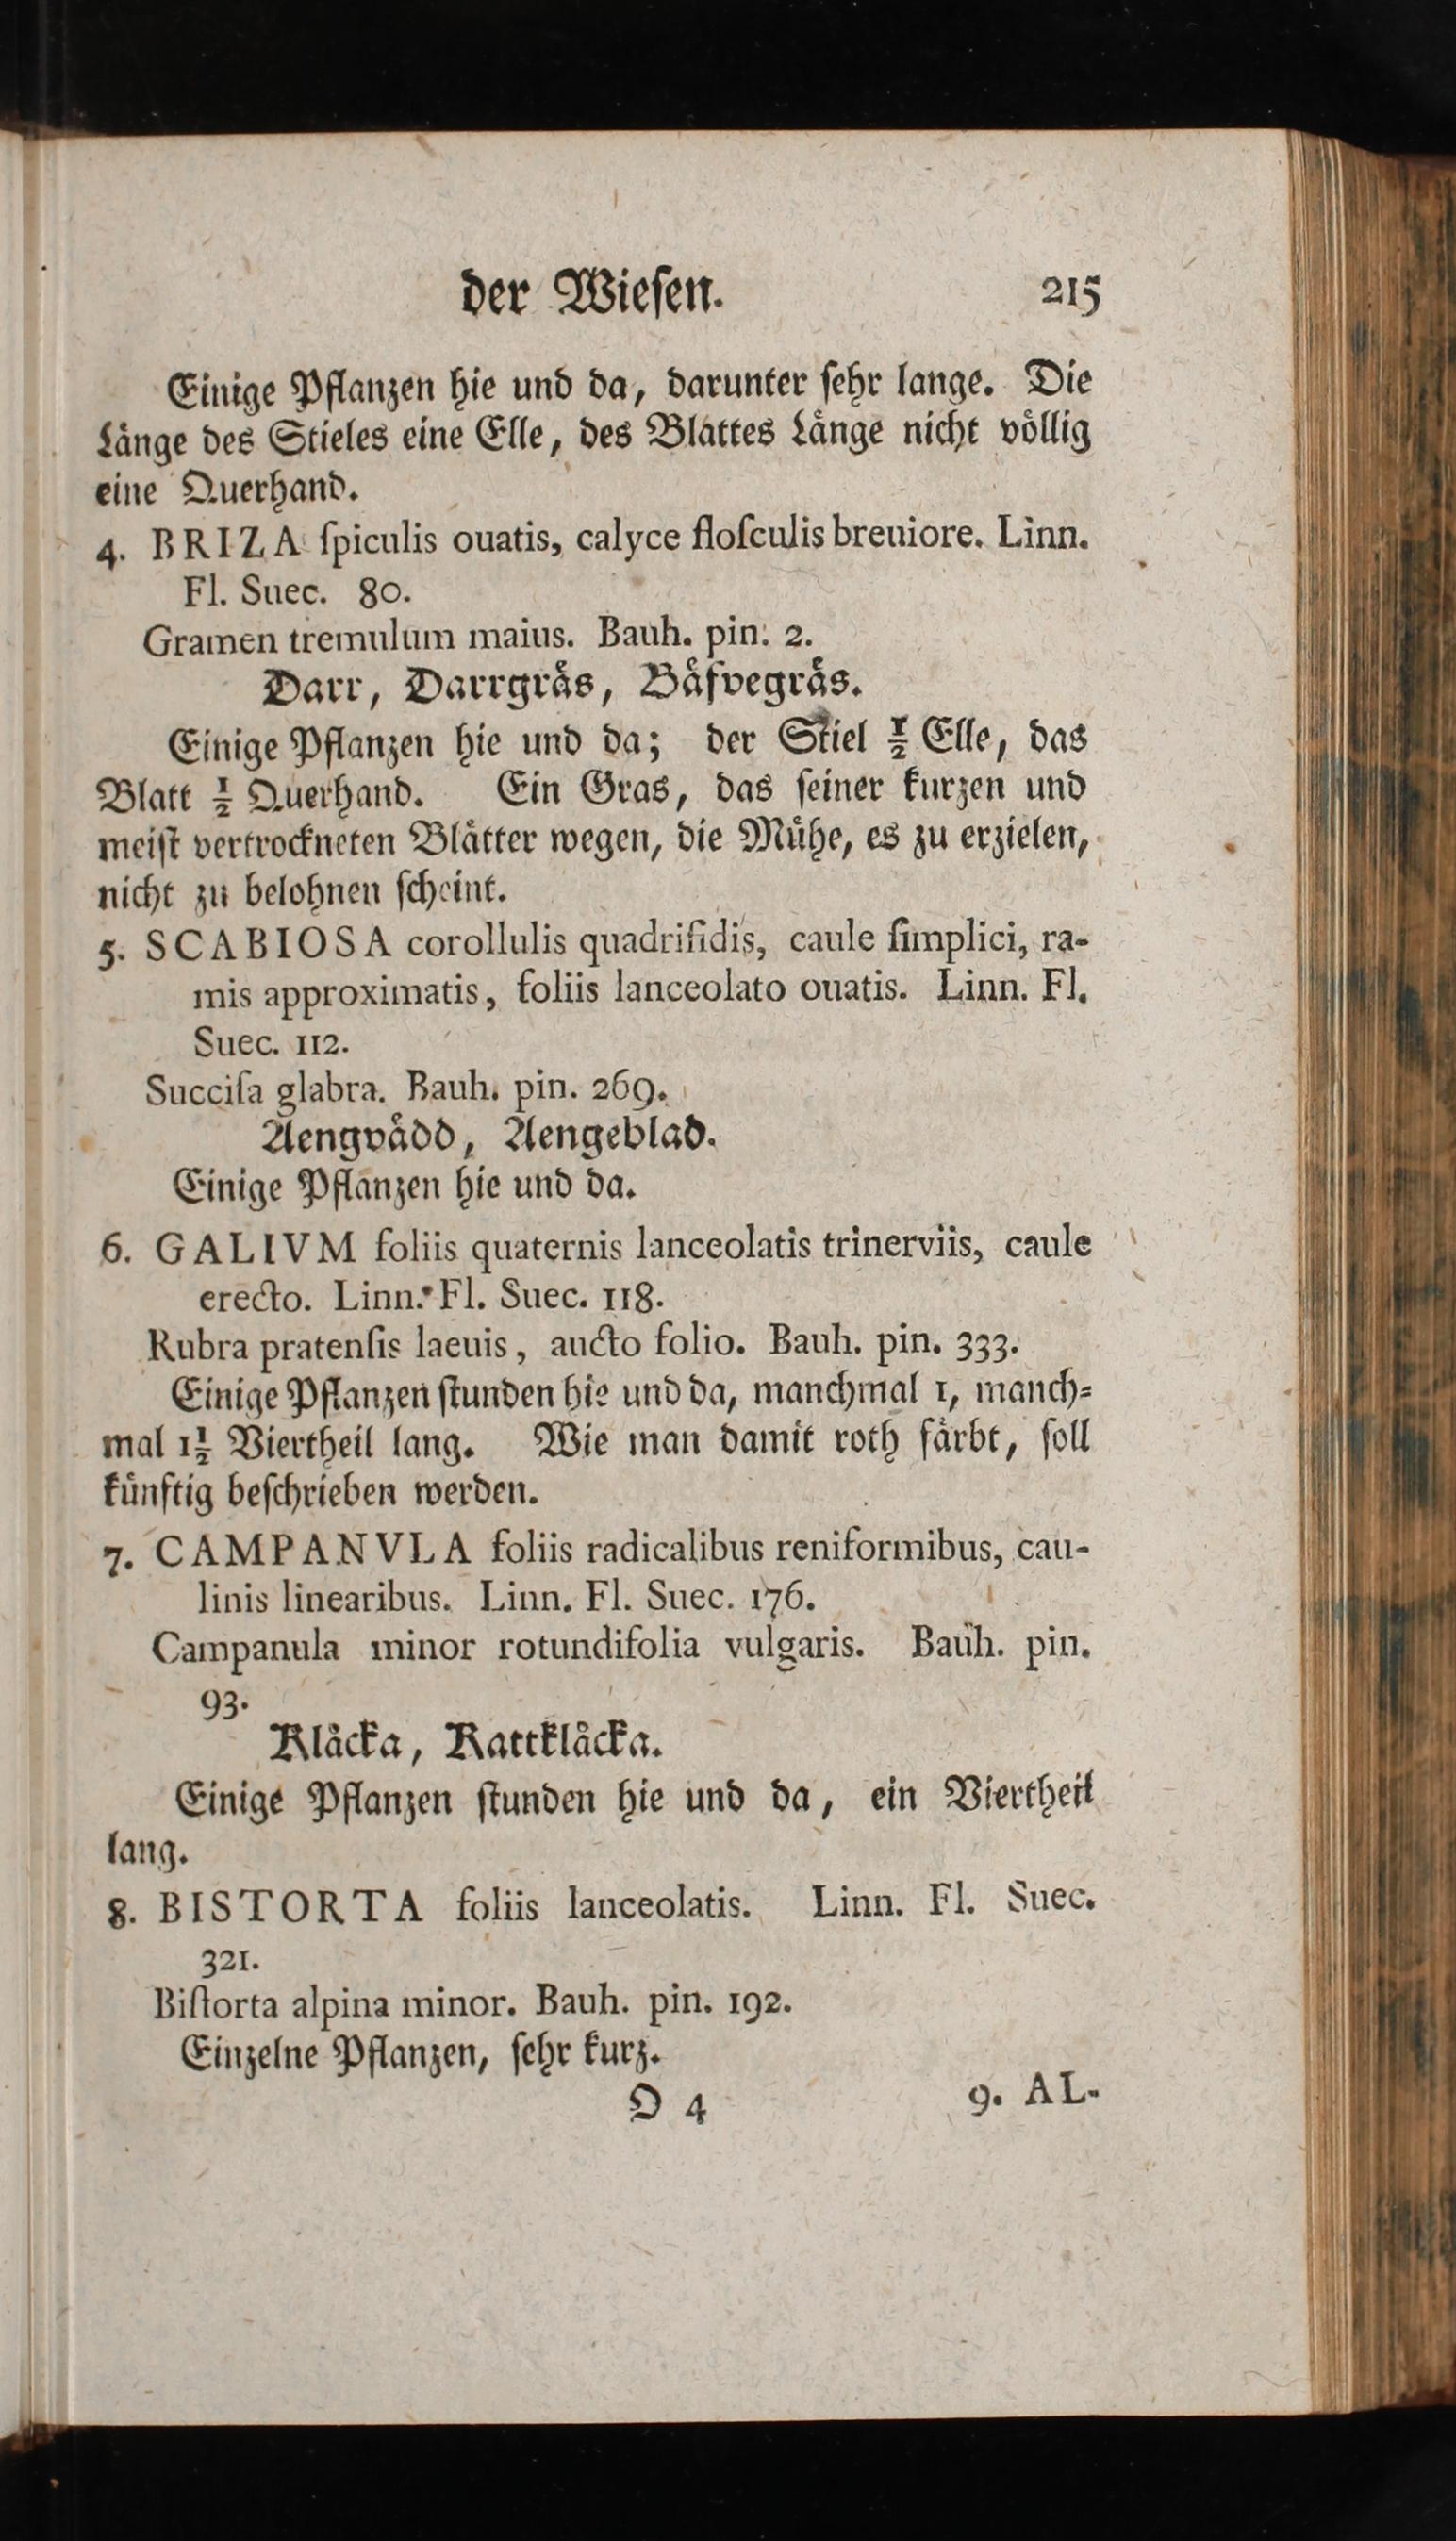 der Wieſen. 215
Einige Pflanzen hie und da, darunter ſehr lange. Die
Länge des Stieles eine Elle, des Blattes Länge nicht völlig
eine Querhand.
4. BRIZA ſpiculis ouatis, calyce floſculis breuiore. Linn.
Fl. Suec. 80.
Gramen tremulum maius. Bauh. pin. 2.
Darr, Darrgräs, Bäfvegräs.
Einige Pflanzen hie und da; der Stiel ½ Elle, das
Blatt ½ Querhand. Ein Gras, das ſeiner kurzen und
meiſt vertrockneten Blätter wegen, die Mühe, es zu erzielen,
nicht zu belohnen ſcheint.
5. SCABIOSA corollulis quadrifidis, caule ſimplici, ra-
mis approximatis, foliis lanceolato ouatis. Linn. Fl.
Suec. 112.
Succiſa glabra. Bauh. pin. 269.
Aengvädd, Aengeblad.
Einige Pflanzen hie und da.
6. GALIVM foliis quaternis lanceolatis trinerviis, caule
erecto. Linn. Fl. Suec. 118.
Rubra pratenſis laeuis, aucto folio. Bauh. pin. 333.
Einige Pflanzen ſtunden hie und da, manchmal 1, manch-
mal 1½ Viertheil lang. Wie man damit roth färbt, ſoll
künftig beſchrieben werden.
7. CAMPANVLA foliis radicalibus reniformibus, cau-
linis linearibus. Linn. Fl. Suec. 176.
Campanula minor rotundifolia vulgaris. Bauh. pin.
93.
Klåcka, Kattklåcka.
Einige Pflanzen ſtunden hie und da, ein Viertheil
lang.
8. BISTORTA foliis lanceolatis. Linn. Fl. Suec.
321.
Biſtorta alpina minor. Bauh. pin. 192.
Einzelne Pflanzen, ſehr kurz.
O 4 9. AL-